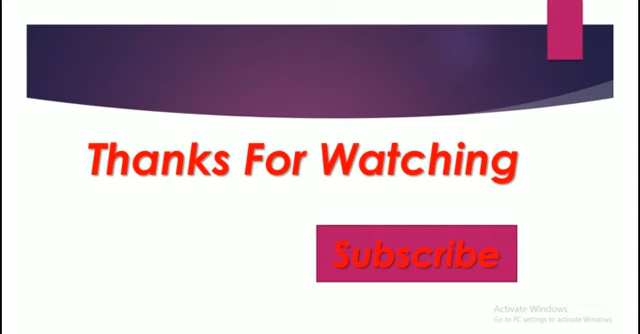 Thanks For Watching
Subscribe
Activate Windows
Go to PC settings to activate Windows.